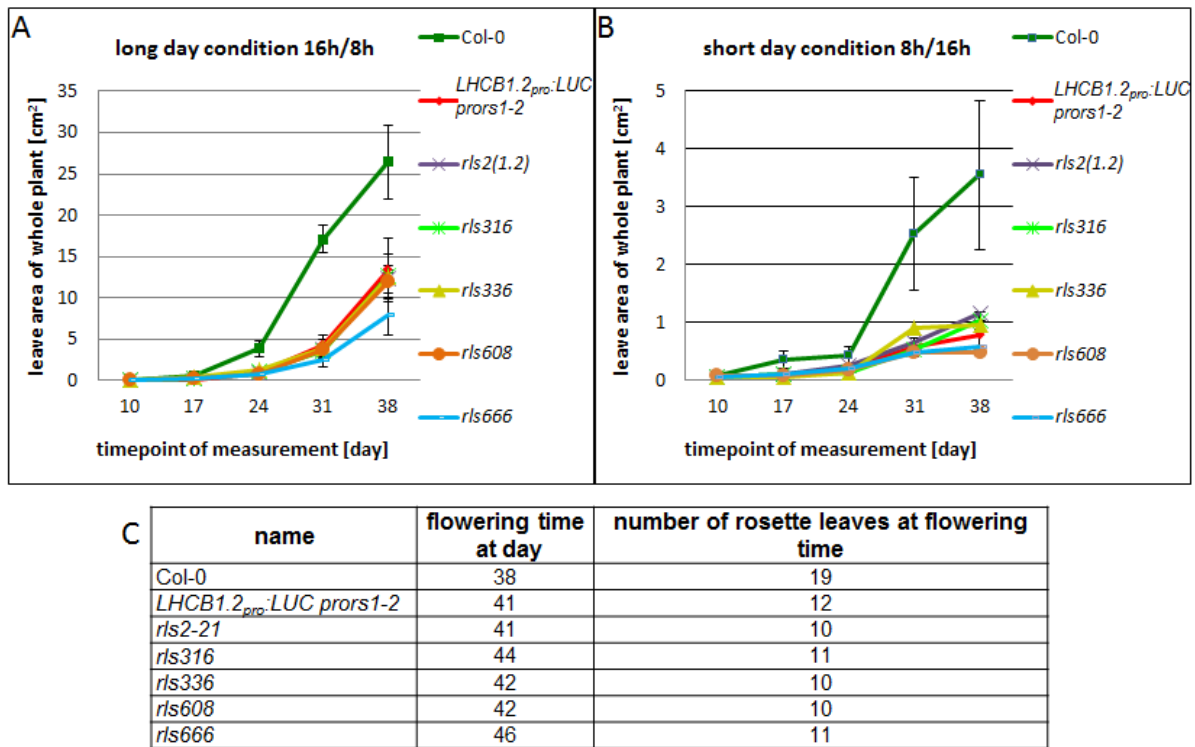 A
long day condition 16h/8h
leave area of whole plant [cm²]
35
30
25
20
15
10
5
0
10 17 24 31 38
timepoint of measurement [day]
Col-0
LHCB1.2pro:LUC
prors1-2
rls2(1.2)
rls316
rls336
rls608
rls666
B
short day condition 8h/16h
leave area of whole plant [cm²]
5
4
3
2
1
0
10 17 24 31 38
timepoint of measurement [day]
Col-0
LHCB1.2pro:LUC
prors1-2
rls2(1.2)
rls316
rls336
rls608
rls666
C
name flowering time at day number of rosette leaves at flowering time
Col-0 38 19
LHCB1.2pro:LUC prors1-2 41 12
rls2-21 41 10
rls316 44 11
rls336 42 10
rls608 42 10
rls666 46 11